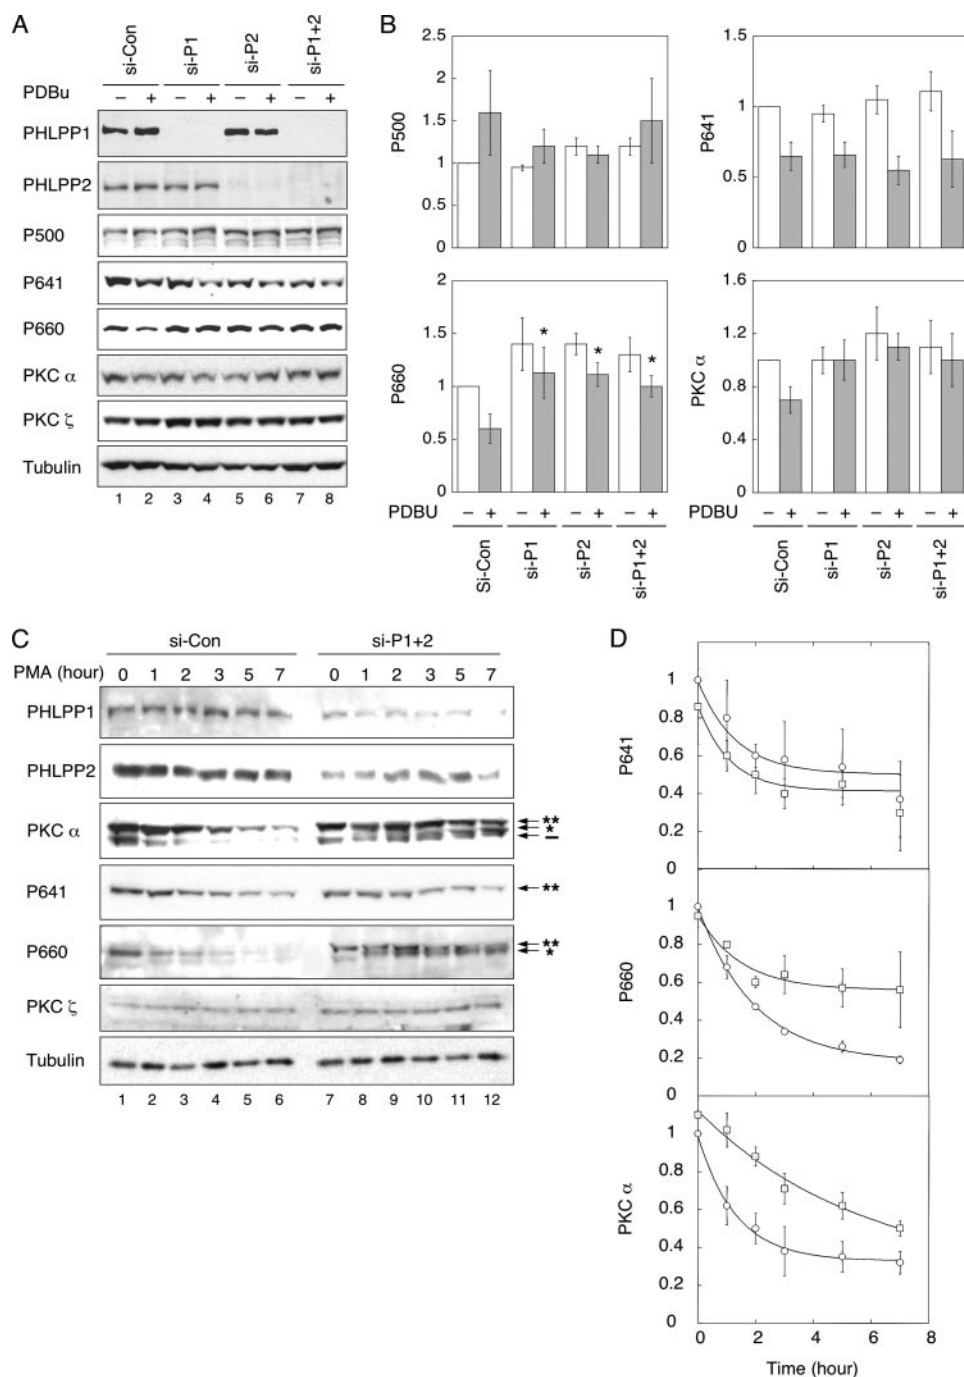 A
si-Con si-P1 si-P2 si-P1+2
PDBu − + − + − + − +
PHLPP1
PHLPP2
P500
P641
P660
PKC α
PKC ζ
Tubulin
1 2 3 4 5 6 7 8
B
P500
2.5
2
1.5
1
0.5
0
P641
1.5
1
0.5
0
P660
2
1.5
1
0.5
0
* * *
PDBU − + − + − + − +
Si-Con si-P1 si-P2 si-P1+2
PKC α
1.6
1.4
1.2
1
0.8
1.6
0.4
PDBU − + − + − + − +
Si-Con si-P1 si-P2 si-P1+2
C
si-Con si-P1+2
PMA (hour) 0 1 2 3 5 7 0 1 2 3 5 7
PHLPP1
PHLPP2
PKC α
**
*
–
P641
**
P660
**
*
PKC ζ
Tubulin
1 2 3 4 5 6 7 8 9 10 11 12
D
P641
1
0.8
0.6
0.4
0.2
0
P660
1
0.8
0.6
0.4
0.2
0
PKC α
1
0.8
0.6
0.4
0.2
0
0 2 4 6 8
Time (hour)